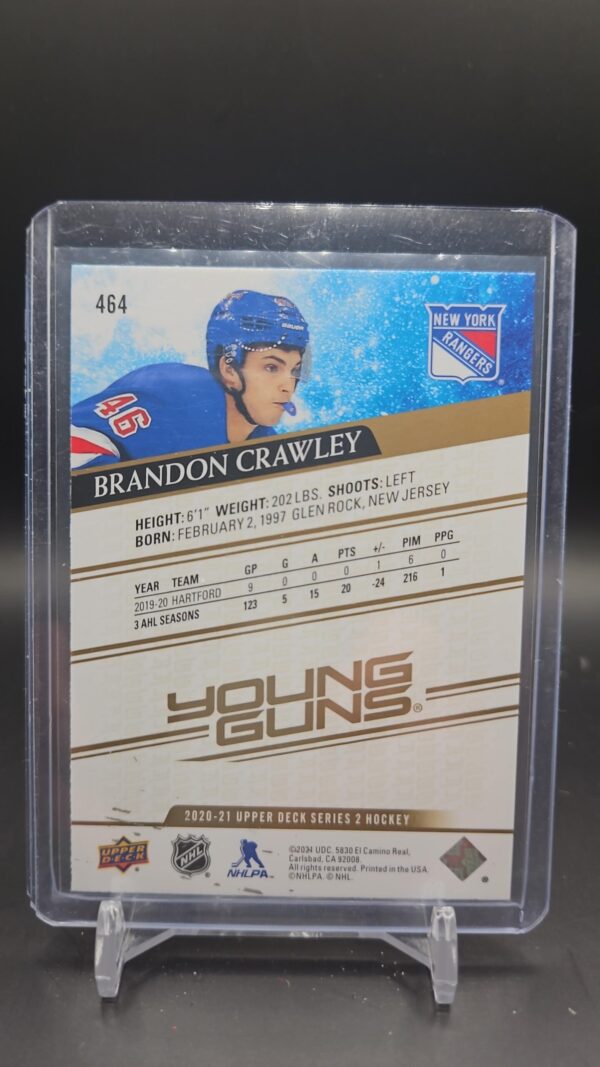 464
BAUER
46
NEW YORK
RANGERS
BRANDON CRAWLEY
HEIGHT: 6'1" WEIGHT: 202 LBS. SHOOTS: LEFT
BORN: FEBRUARY 2, 1997 GLEN ROCK, NEW JERSEY
YEAR TEAM GP G A PTS +/- PIM PPG
2019-20 HARTFORD 9 0 0 0 1 6 0
3 AHL SEASONS 123 5 15 20 -24 216 1
YOUNG
GUNS®
2020-21 UPPER DECK SERIES 2 HOCKEY
UPPER
DECK
NHL
NHLPA
©2021 UDC. 5830 El Camino Real,
Carlsbad, CA 92008.
All rights reserved. Printed in the USA.
©NHLPA. © NHL.